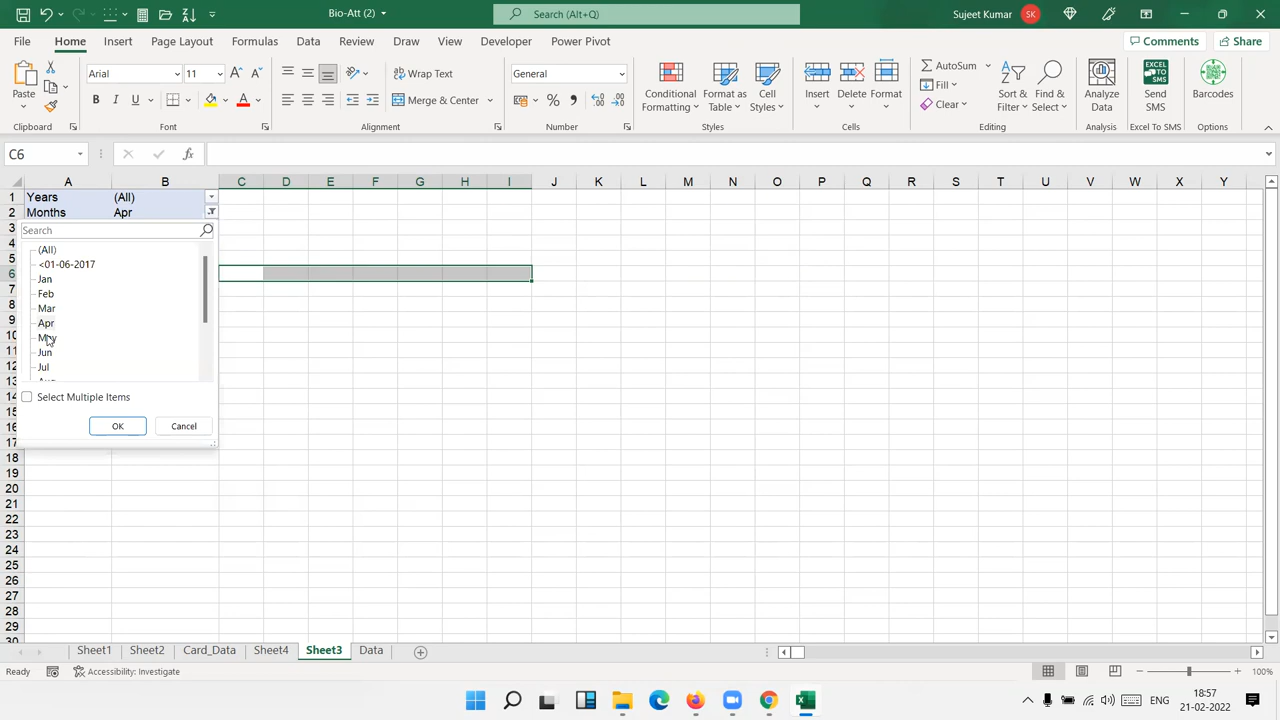 Bio-Att (2)
Search (Alt+Q)
Sujeet Kumar
SK
File Home Insert Page Layout Formulas Data Review View Draw Developer Power Pivot
Comments
Share
Paste
Clipboard
Arial
11
B I U
Font
Wrap Text
Merge & Center
Alignment
General
Number
Conditional Formatting
Format as Table
Cell Styles
Styles
Insert
Delete
Format
Cells
AutoSum
Fill
Clear
Sort & Filter
Find & Select
Editing
Analyze Data
Analysis
Send SMS
Excel To SMS
Barcodes
Options
C6
fx
A B C D E F G H I J K L M N O P Q R S T U V W X Y
1 Years (All)
2 Months Apr
3
4
5
6
7
8
9
10
11
12
13
14
15
16
17
18
19
20
21
22
23
24
25
26
27
28
29
30
Search
(All)
<01-06-2017
Jan
Feb
Mar
Apr
May
Jun
Jul
Select Multiple Items
OK
Cancel
Sheet1 Sheet2 Card_Data Sheet4 Sheet3 Data
Ready
Accessibility: Investigate
100%
ENG
18:57
21-02-2022